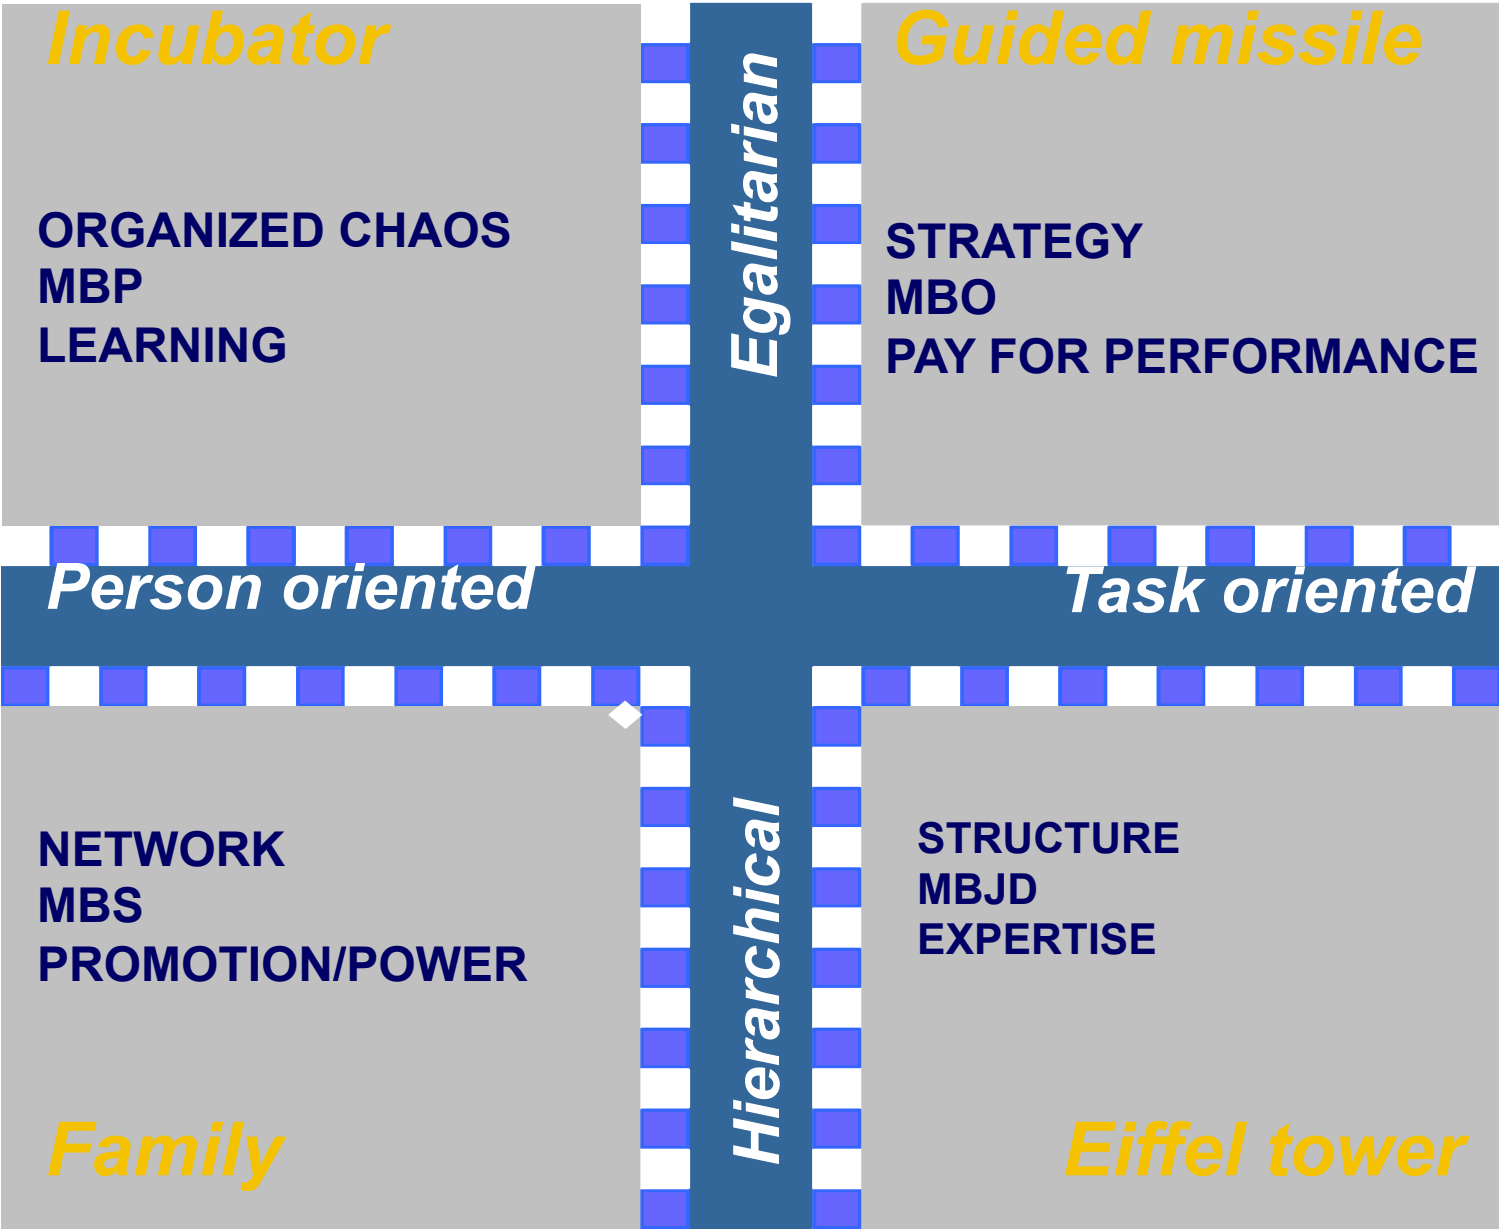 Incubator
ORGANIZED CHAOS
MBP
LEARNING
Egalitarian
Guided missile
STRATEGY
MBO
PAY FOR PERFORMANCE
Person oriented
Task oriented
NETWORK
MBS
PROMOTION/POWER
Family
Hierarchical
STRUCTURE
MBJD
EXPERTISE
Eiffel tower